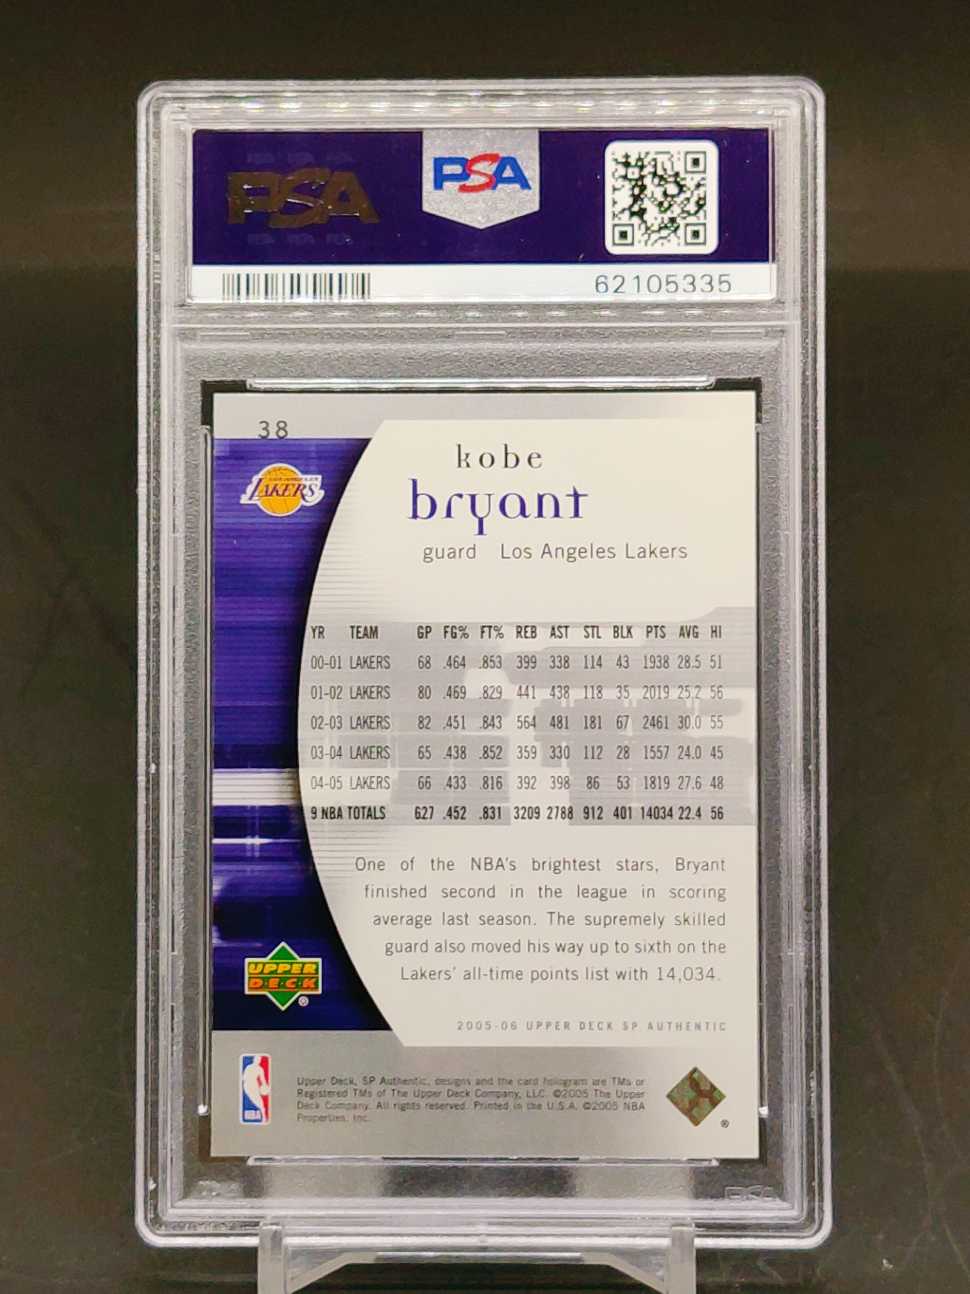 PSA
PSA
62105335
38
LAKERS
kobe
bryant
guard Los Angeles Lakers
YR TEAM GP FG% FT% REB AST STL BLK PTS AVG HI
00-01 LAKERS 68 .464 .853 399 338 114 43 1938 28.5 51
01-02 LAKERS 80 .469 .829 441 438 118 35 2019 25.2 56
02-03 LAKERS 82 .451 .843 564 481 181 67 2461 30.0 55
03-04 LAKERS 65 .438 .852 359 330 112 28 1557 24.0 45
04-05 LAKERS 66 .433 .816 392 398 86 53 1819 27.6 48
9 NBA TOTALS 627 .452 .831 3209 2788 912 401 14034 22.4 56
One of the NBA's brightest stars, Bryant
finished second in the league in scoring
average last season. The supremely skilled
guard also moved his way up to sixth on the
Lakers' all-time points list with 14,034.
UPPER
DECK
®
2005-06 UPPER DECK SP AUTHENTIC
NBA
Upper Deck, SP Authentic, designs and the card hologram are TMs or
Registered TMs of The Upper Deck Company, LLC. ©2005 The Upper
Deck Company. All rights reserved. Printed in the U.S.A. ©2005 NBA
Properties, Inc.
®
PSA